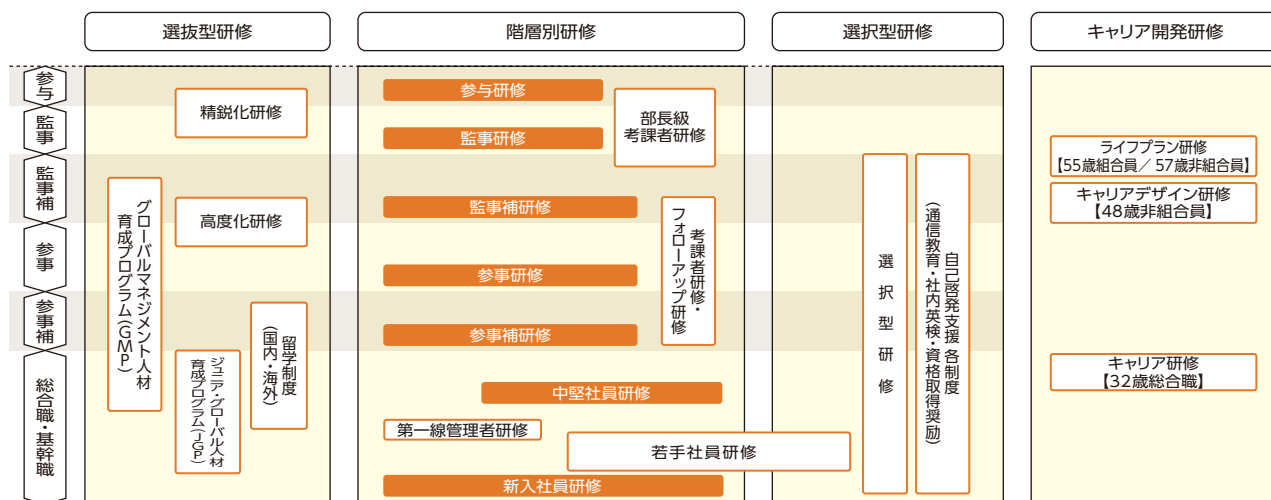 選抜型研修
階層別研修
選択型研修
キャリア開発研修
参与
監事
監事補
参事
参事補
総合職・基幹職
精鋭化研修
高度化研修
グローバルマネジメント人材
育成プログラム(GMP)
ジュニア・グローバル人材
育成プログラム(JGP)
留学制度
(国内・海外)
参与研修
監事研修
部長級
考課者研修
監事補研修
参事研修
参事補研修
考課者研修・
フォローアップ研修
中堅社員研修
第一線管理者研修
若手社員研修
新入社員研修
選択型研修
自己啓発支援 各制度
(通信教育・社内英検・資格取得奨励)
ライフプラン研修
【55歳組合員/ 57歳非組合員】
キャリアデザイン研修
【48歳非組合員】
キャリア研修
【32歳総合職】